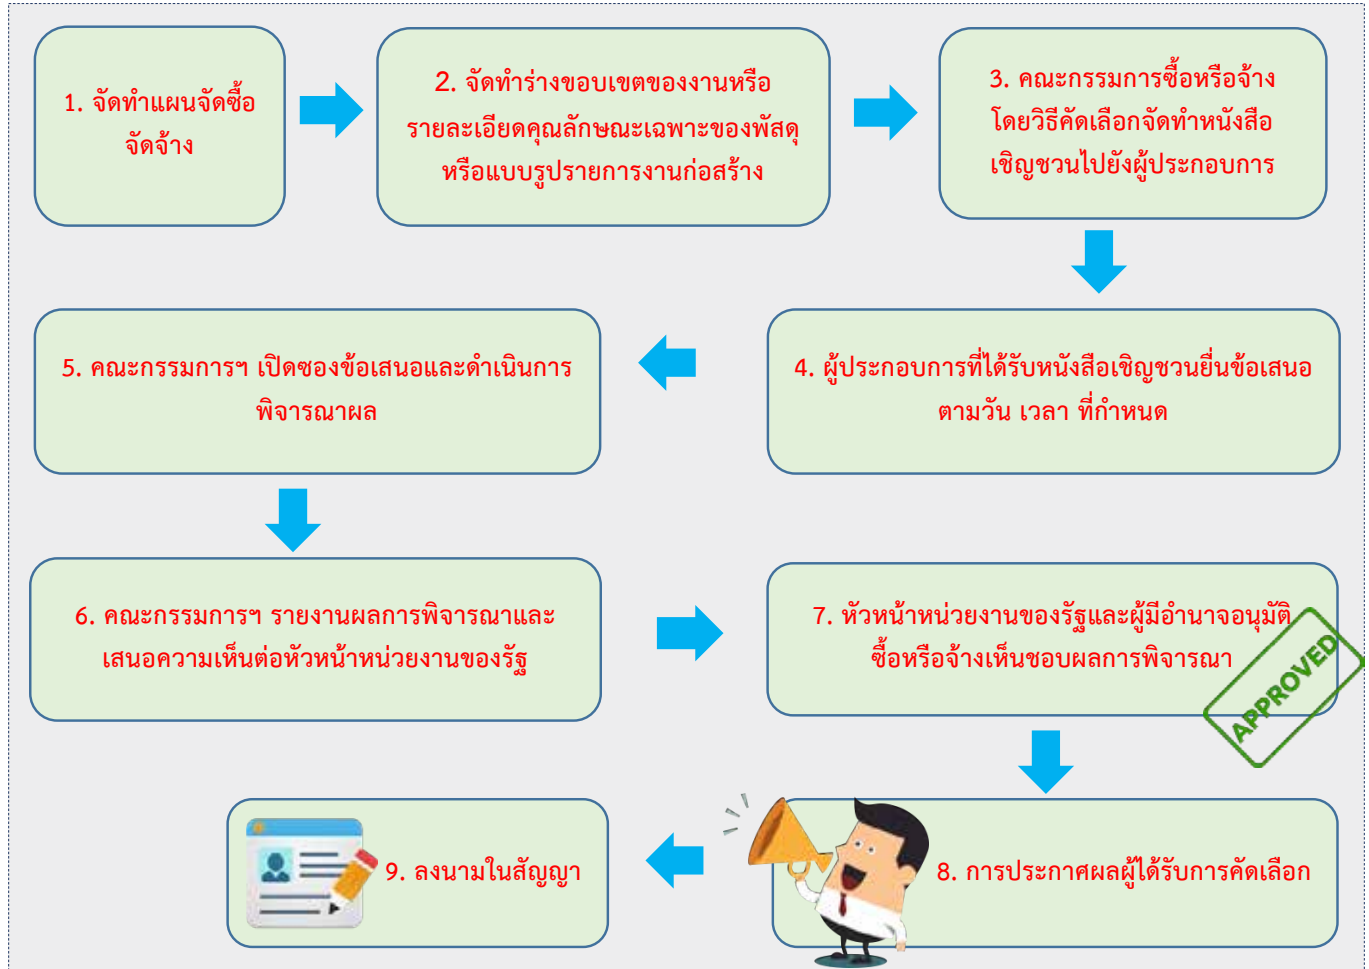 1. จัดทำแผนจัดซื้อ
จัดจ้าง
2. จัดทำร่างขอบเขตของงานหรือ
รายละเอียดคุณลักษณะเฉพาะของพัสดุ
หรือแบบรูปรายการงานก่อสร้าง
3. คณะกรรมการซื้อหรือจ้าง
โดยวิธีคัดเลือกจัดทำหนังสือ
เชิญชวนไปยังผู้ประกอบการ
4. ผู้ประกอบการที่ได้รับหนังสือเชิญชวนยื่นข้อเสนอ
ตามวัน เวลา ที่กำหนด
5. คณะกรรมการฯ เปิดซองข้อเสนอและดำเนินการ
พิจารณาผล
6. คณะกรรมการฯ รายงานผลการพิจารณาและ
เสนอความเห็นต่อหัวหน้าหน่วยงานของรัฐ
7. หัวหน้าหน่วยงานของรัฐและผู้มีอำนาจอนุมัติ
ซื้อหรือจ้างเห็นชอบผลการพิจารณา
APPROVED
8. การประกาศผลผู้ได้รับการคัดเลือก
9. ลงนามในสัญญา